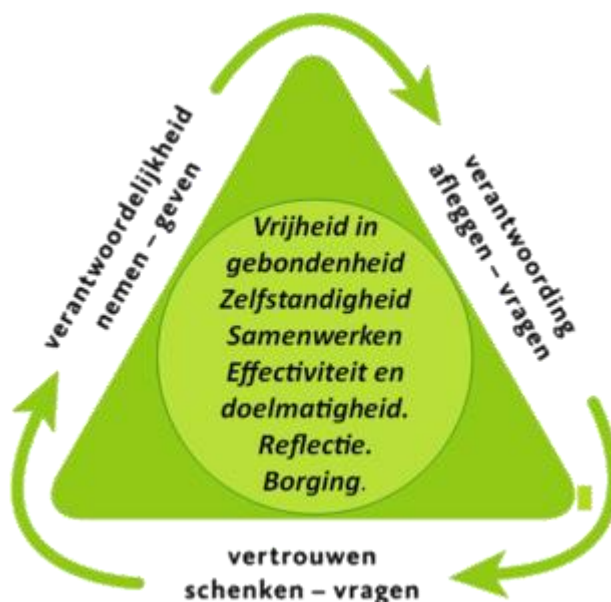 verantwoordelijkheid
nemen – geven
verantwoording
afleggen – vragen
Vrijheid in
gebondenheid
Zelfstandigheid
Samenwerken
Effectiviteit en
doelmatigheid.
Reflectie.
Borging.
vertrouwen
schenken – vragen